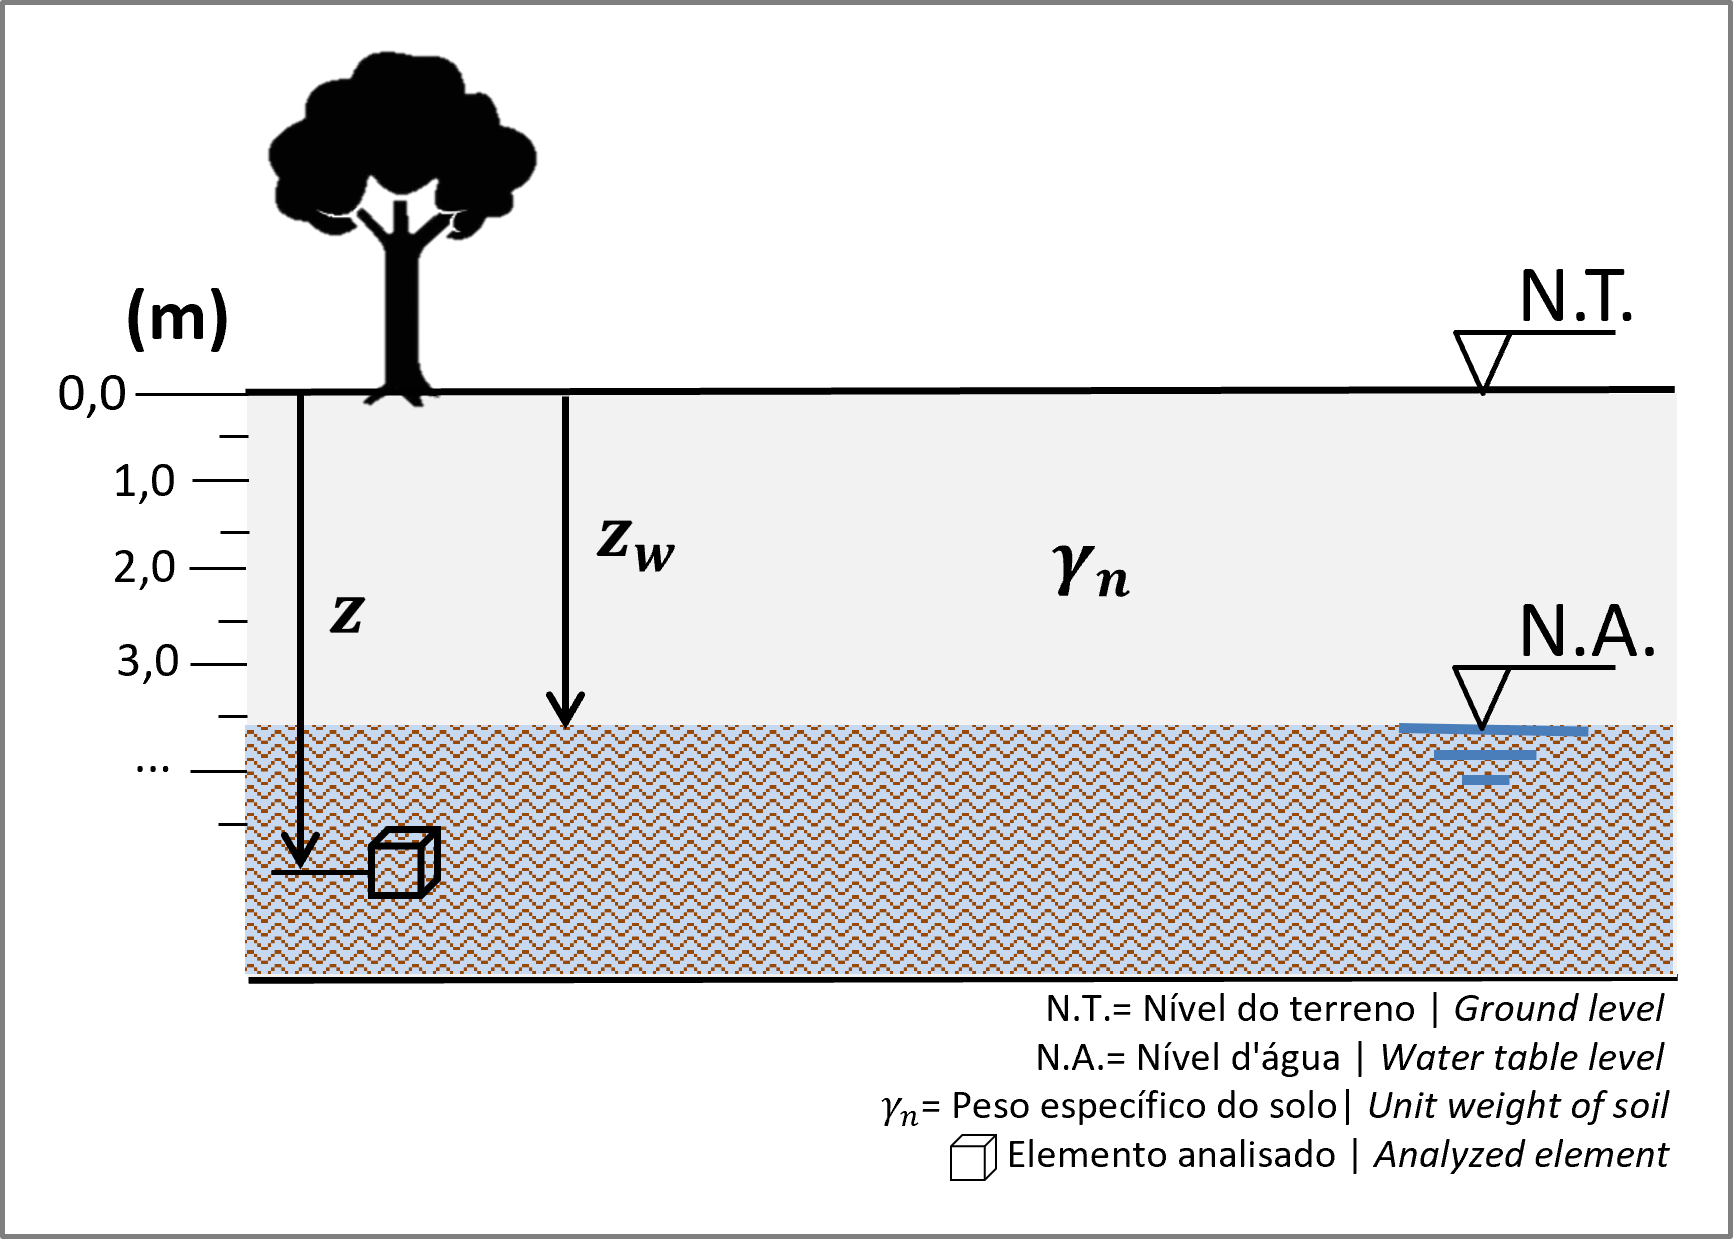 N.T.
(m)
0,0
1,0
z_w
γ_n
2,0
z
N.A.
3,0
...
N.T.= Nível do terreno | Ground level
N.A.= Nível d'água | Water table level
γ_n= Peso específico do solo| Unit weight of soil
Elemento analisado | Analyzed element